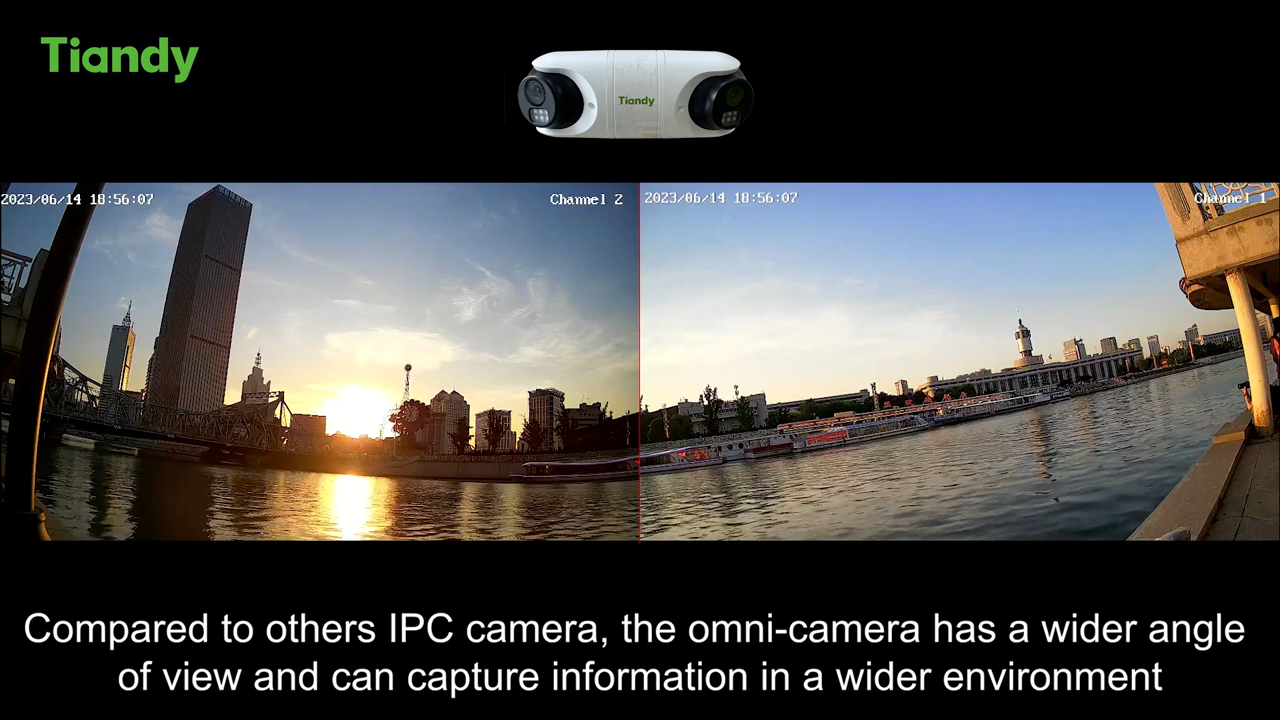 Tiandy
Tiandy
2023/06/14 18:56:07
Channel 2
2023/06/14 18:56:07
Channel 1
Compared to others IPC camera, the omni-camera has a wider angle
of view and can capture information in a wider environment